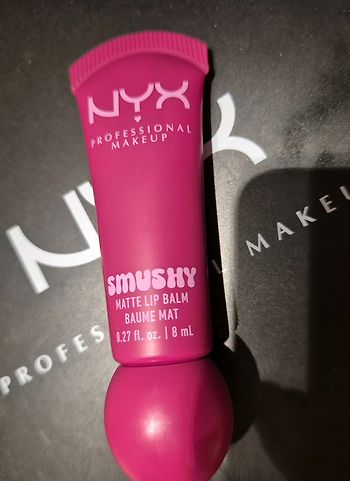 NYX
PROFESSIONAL
MAKEUP
SMUSHY
MATTE LIP BALM
BAUME MAT
0.27 fl. oz. | 8 mL
NYX
PROFES L MAKEU